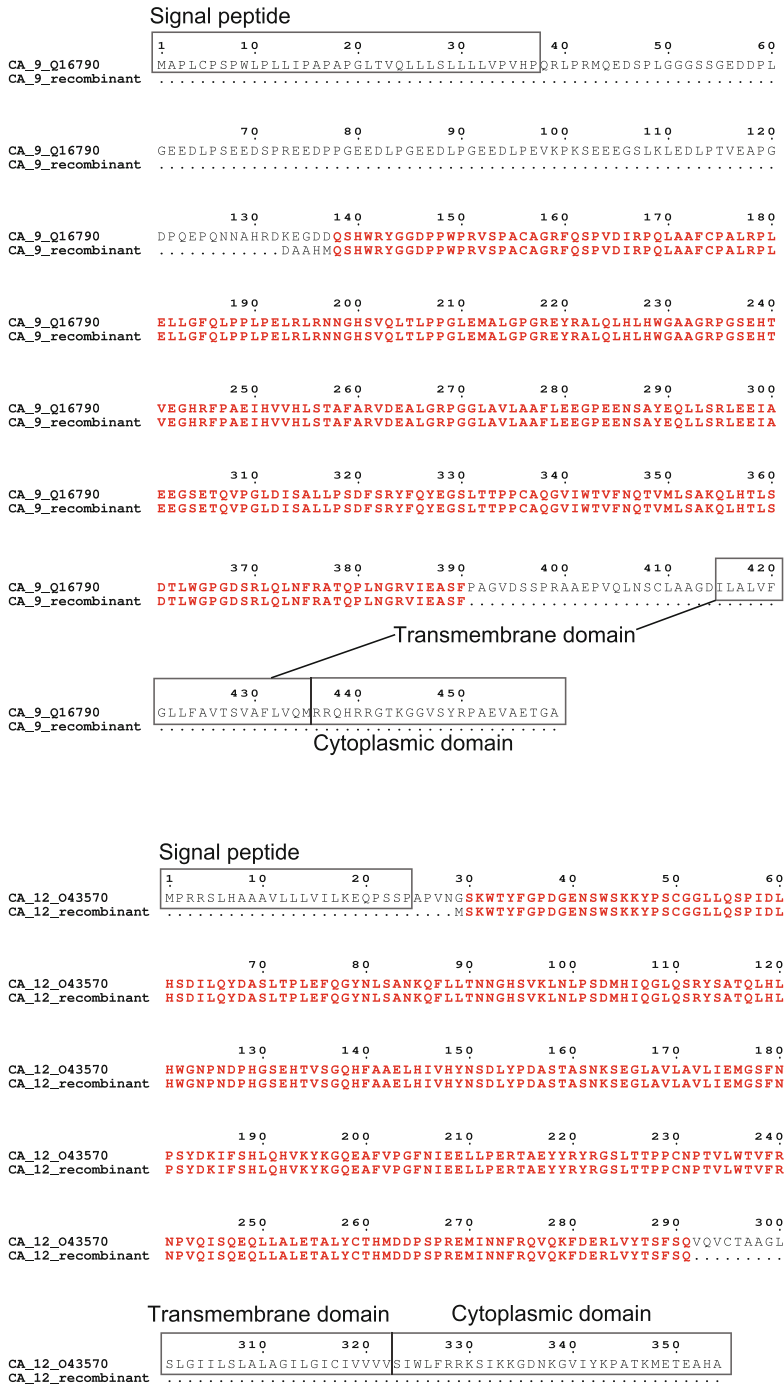 Signal peptide
1 10 20 30 40 50 60
CA_9_Q16790 MAPLCPSPWLPLLIPAPAPGLTVQLLLSLLLLVPVHPQRLPRMQEDSPLGGGSSGEDDPL
CA_9_recombinant ............................................................
70 80 90 100 110 120
CA_9_Q16790 GEEDLPSEEDSPREEDPPGEEDLPGEEDLPGEEDLPEVKPKSEEEGSLKLEDLPTVEAPG
CA_9_recombinant ............................................................
130 140 150 160 170 180
CA_9_Q16790 DPQEPQNNAHRDKEGDDQSHWRYGGDPPWPRVSPACAGRFQSPVDIRPQLAAFCPALRPL
CA_9_recombinant ............DAAHMQSHWRYGGDPPWPRVSPACAGRFQSPVDIRPQLAAFCPALRPL
190 200 210 220 230 240
CA_9_Q16790 ELLGFQLPPLPELRLRNNGHSVQLTLPPGLEMALGPGREYRALQLHLHWGAAGRPGSEHT
CA_9_recombinant ELLGFQLPPLPELRLRNNGHSVQLTLPPGLEMALGPGREYRALQLHLHWGAAGRPGSEHT
250 260 270 280 290 300
CA_9_Q16790 VEGHRFPAEIHVVHLSTAFARVDEALGRPGGLAVLAAFLEEGPEENSAYEQLLSRLEEIA
CA_9_recombinant VEGHRFPAEIHVVHLSTAFARVDEALGRPGGLAVLAAFLEEGPEENSAYEQLLSRLEEIA
310 320 330 340 350 360
CA_9_Q16790 EEGSETQVPGLDISALLPSDFSRYFQYEGSLTTPPCAQGVIWTVFNQTVMLSAKQLHTLS
CA_9_recombinant EEGSETQVPGLDISALLPSDFSRYFQYEGSLTTPPCAQGVIWTVFNQTVMLSAKQLHTLS
370 380 390 400 410 420
CA_9_Q16790 DTLWGPGDSRLQLNFRATQPLNGRVIEASFPAGVDSSPRAAEPVQLNSCLAAGDILALVF
CA_9_recombinant DTLWGPGDSRLQLNFRATQPLNGRVIEASF..............................
Transmembrane domain
430 440 450
CA_9_Q16790 GLLFAVTSVAFLVQMRRQHRRGTKGGVSYRPAEVAETGA
CA_9_recombinant .......................................
Cytoplasmic domain
Signal peptide
1 10 20 30 40 50 60
CA_12_O43570 MPRRSLHAAAVLLLVILKEQPSSPAPVNGSKWTYFGPDGENSWSKKYPSCGGLLQSPIDL
CA_12_recombinant ............................MSKWTYFGPDGENSWSKKYPSCGGLLQSPIDL
70 80 90 100 110 120
CA_12_O43570 HSDILQYDASLTPLEFQGYNLSANKQFLLTNNGHSVKLNLPSDMHIQGLQSRYSATQLHL
CA_12_recombinant HSDILQYDASLTPLEFQGYNLSANKQFLLTNNGHSVKLNLPSDMHIQGLQSRYSATQLHL
130 140 150 160 170 180
CA_12_O43570 HWGNPNDPHGSEHTVSGQHFAAELHIVHYNSDLYPDASTASNKSEGLAVLAVLIEMGSFN
CA_12_recombinant HWGNPNDPHGSEHTVSGQHFAAELHIVHYNSDLYPDASTASNKSEGLAVLAVLIEMGSFN
190 200 210 220 230 240
CA_12_O43570 PSYDKIFSHLQHVKYKGQEAFVPGFNIEELLPERTAEYYRYRGSLTTPPCNPTVLWTVFR
CA_12_recombinant PSYDKIFSHLQHVKYKGQEAFVPGFNIEELLPERTAEYYRYRGSLTTPPCNPTVLWTVFR
250 260 270 280 290 300
CA_12_O43570 NPVQISQEQLLALETALYCTHMDDPSPREMINNFRQVQKFDERLVYTSFSQVQVCTAAGL
CA_12_recombinant NPVQISQEQLLALETALYCTHMDDPSPREMINNFRQVQKFDERLVYTSFSQ.........
Transmembrane domain Cytoplasmic domain
310 320 330 340 350
CA_12_O43570 SLGIILSLALAGILGICIVVVVSIWLFRRKSIKKGDNKGVIYKPATKMETEAHA
CA_12_recombinant ......................................................